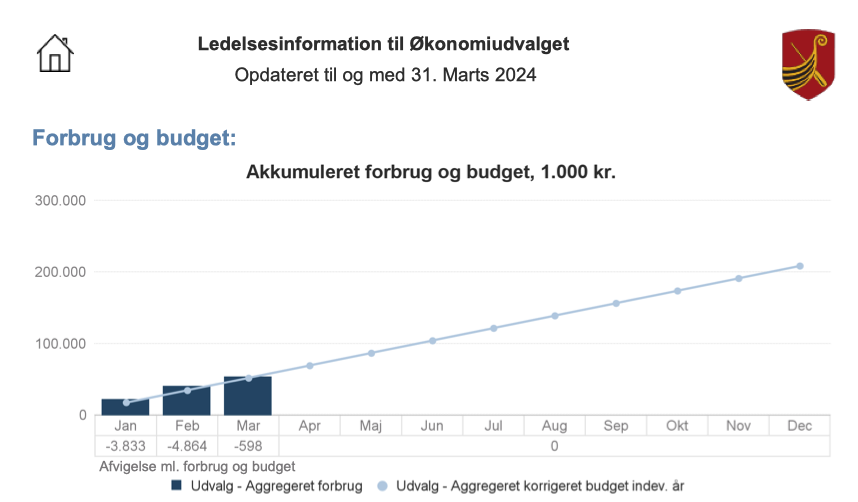 Ledelsesinformation til Økonomiudvalget
Opdateret til og med 31. Marts 2024
Forbrug og budget:
Akkumuleret forbrug og budget, 1.000 kr.
300.000
200.000
100.000
0
Jan Feb Mar Apr Maj Jun Jul Aug Sep Okt Nov Dec
-3.833 -4.864 -598 0
Afvigelse ml. forbrug og budget
Udvalg - Aggregeret forbrug Udvalg - Aggregeret korrigeret budget indev. år